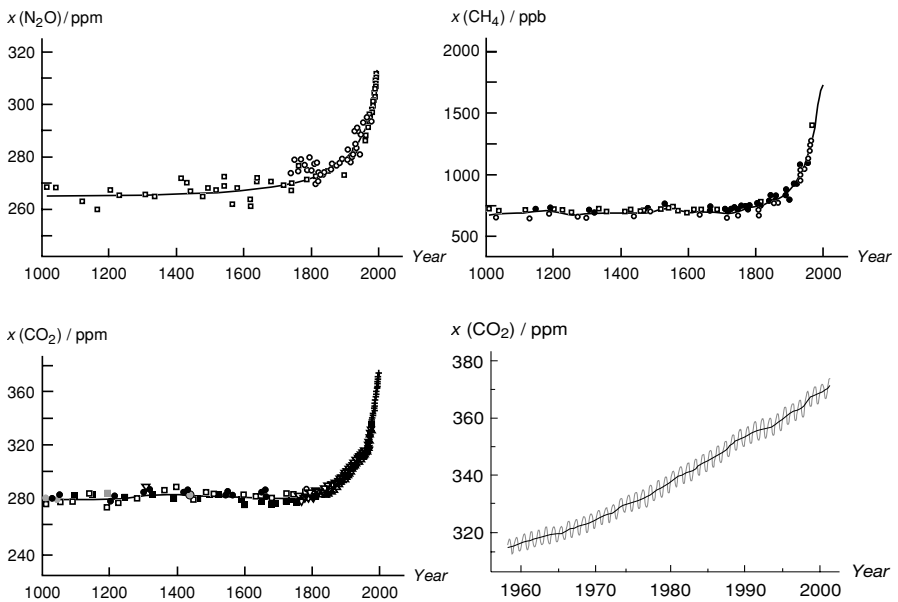 x (N₂O) / ppm
320
300
280
260
1000 1200 1400 1600 1800 2000 Year
x (CH₄) / ppb
2000
1500
1000
500
1000 1200 1400 1600 1800 2000 Year
x (CO₂) / ppm
360
320
280
240
1000 1200 1400 1600 1800 2000 Year
x (CO₂) / ppm
380
360
340
320
1960 1970 1980 1990 2000 Year